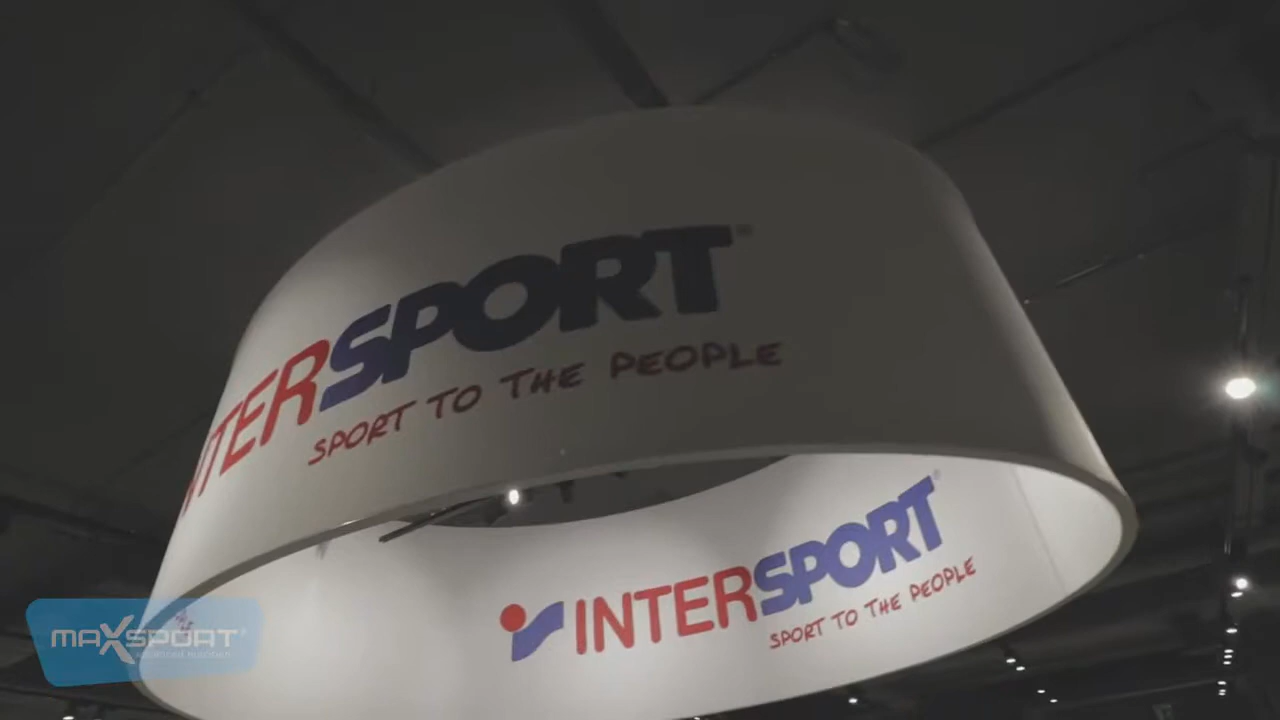 INTERSPORT®
SPORT TO THE PEOPLE
INTERSPORT
SPORT TO THE PEOPLE
maXsport